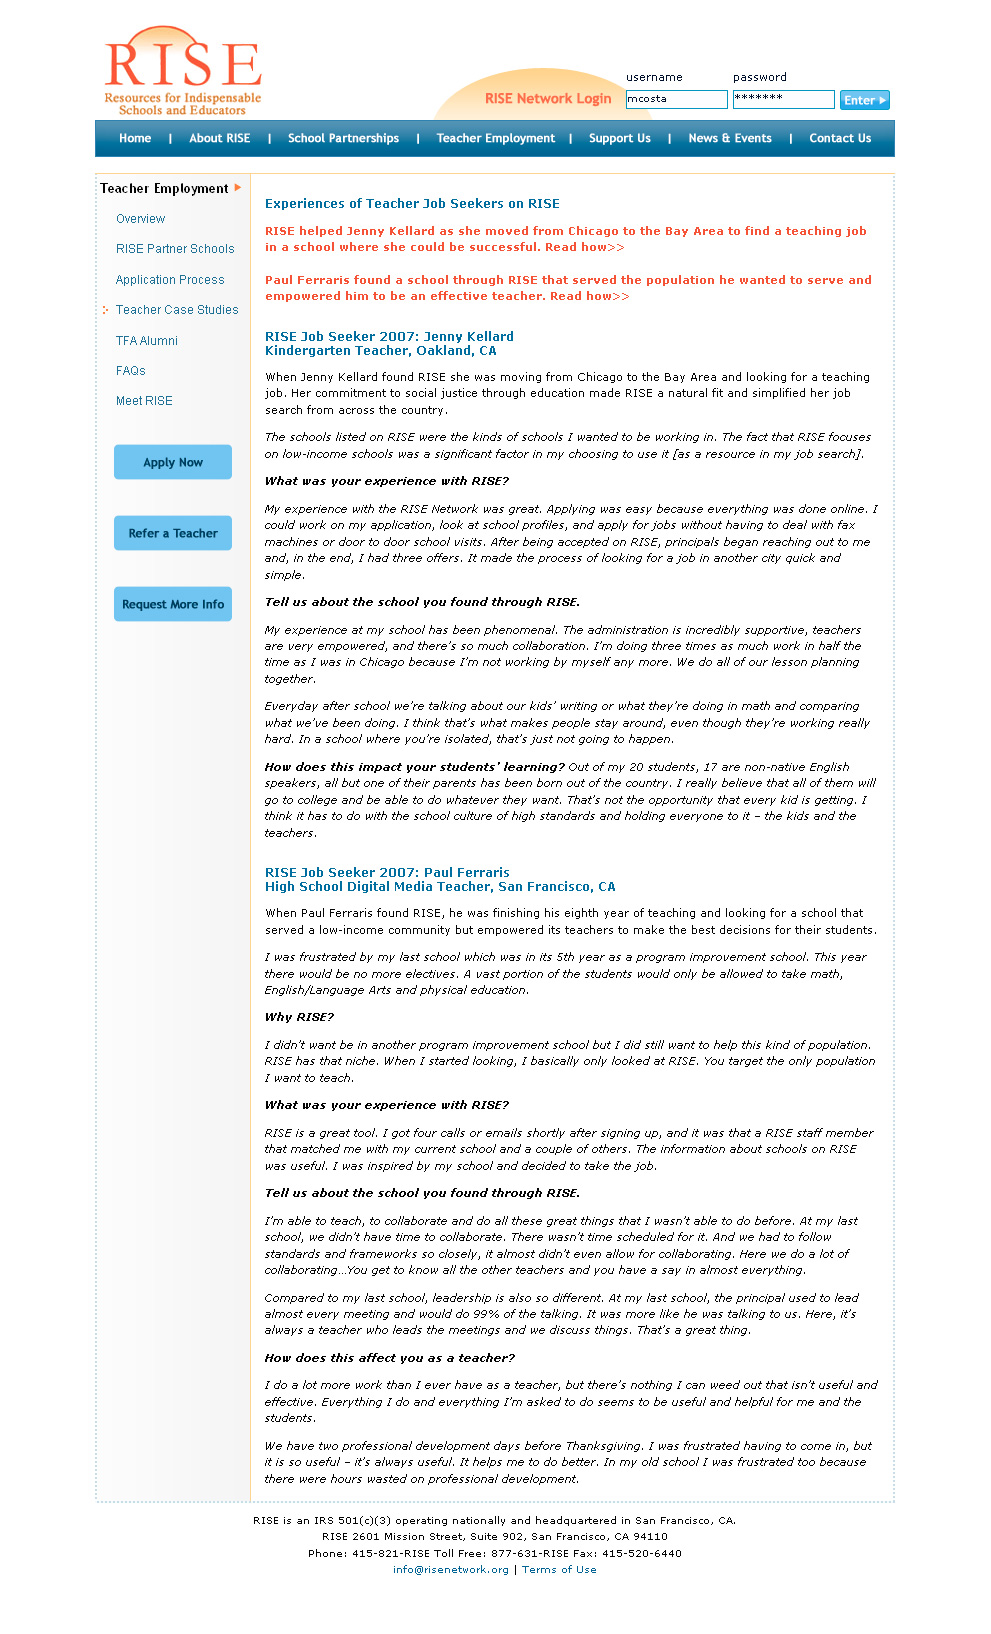 RISE
Resources for Indispensable
Schools and Educators
RISE Network Login
username
password
mcosta
*******
Enter
Home | About RISE | School Partnerships | Teacher Employment | Support Us | News & Events | Contact Us
Teacher Employment
Overview
RISE Partner Schools
Application Process
Teacher Case Studies
TFA Alumni
FAQs
Meet RISE
Apply Now
Refer a Teacher
Request More Info
Experiences of Teacher Job Seekers on RISE
RISE helped Jenny Kellard as she moved from Chicago to the Bay Area to find a teaching job
in a school where she could be successful. Read how>>
Paul Ferraris found a school through RISE that served the population he wanted to serve and
empowered him to be an effective teacher. Read how>>
RISE Job Seeker 2007: Jenny Kellard
Kindergarten Teacher, Oakland, CA
When Jenny Kellard found RISE she was moving from Chicago to the Bay Area and looking for a teaching
job. Her commitment to social justice through education made RISE a natural fit and simplified her job
search from across the country.
The schools listed on RISE were the kinds of schools I wanted to be working in. The fact that RISE focuses
on low-income schools was a significant factor in my choosing to use it [as a resource in my job search].
What was your experience with RISE?
My experience with the RISE Network was great. Applying was easy because everything was done online. I
could work on my application, look at school profiles, and apply for jobs without having to deal with fax
machines or door to door school visits. After being accepted on RISE, principals began reaching out to me
and, in the end, I had three offers. It made the process of looking for a job in another city quick and
simple.
Tell us about the school you found through RISE.
My experience at my school has been phenomenal. The administration is incredibly supportive, teachers
are very empowered, and there's so much collaboration. I'm doing three times as much work in half the
time as I was in Chicago because I'm not working by myself any more. We do all of our lesson planning
together.
Everyday after school we're talking about our kids' writing or what they're doing in math and comparing
what we've been doing. I think that's what makes people stay around, even though they're working really
hard. In a school where you're isolated, that's just not going to happen.
How does this impact your students' learning? Out of my 20 students, 17 are non-native English
speakers, all but one of their parents has been born out of the country. I really believe that all of them will
go to college and be able to do whatever they want. That's not the opportunity that every kid is getting. I
think it has to do with the school culture of high standards and holding everyone to it – the kids and the
teachers.
RISE Job Seeker 2007: Paul Ferraris
High School Digital Media Teacher, San Francisco, CA
When Paul Ferraris found RISE, he was finishing his eighth year of teaching and looking for a school that
served a low-income community but empowered its teachers to make the best decisions for their students.
I was frustrated by my last school which was in its 5th year as a program improvement school. This year
there would be no more electives. A vast portion of the students would only be allowed to take math,
English/Language Arts and physical education.
Why RISE?
I didn't want be in another program improvement school but I did still want to help this kind of population.
RISE has that niche. When I started looking, I basically only looked at RISE. You target the only population
I want to teach.
What was your experience with RISE?
RISE is a great tool. I got four calls or emails shortly after signing up, and it was that a RISE staff member
that matched me with my current school and a couple of others. The information about schools on RISE
was useful. I was inspired by my school and decided to take the job.
Tell us about the school you found through RISE.
I'm able to teach, to collaborate and do all these great things that I wasn't able to do before. At my last
school, we didn't have time to collaborate. There wasn't time scheduled for it. And we had to follow
standards and frameworks so closely, it almost didn't even allow for collaborating. Here we do a lot of
collaborating...You get to know all the other teachers and you have a say in almost everything.
Compared to my last school, leadership is also so different. At my last school, the principal used to lead
almost every meeting and would do 99% of the talking. It was more like he was talking to us. Here, it's
always a teacher who leads the meetings and we discuss things. That's a great thing.
How does this affect you as a teacher?
I do a lot more work than I ever have as a teacher, but there's nothing I can weed out that isn't useful and
effective. Everything I do and everything I'm asked to do seems to be useful and helpful for me and the
students.
We have two professional development days before Thanksgiving. I was frustrated having to come in, but
it is so useful – it's always useful. It helps me to do better. In my old school I was frustrated too because
there were hours wasted on professional development.
RISE is an IRS 501(c)(3) operating nationally and headquartered in San Francisco, CA.
RISE 2601 Mission Street, Suite 902, San Francisco, CA 94110
Phone: 415-821-RISE Toll Free: 877-631-RISE Fax: 415-520-6440
info@risenetwork.org | Terms of Use